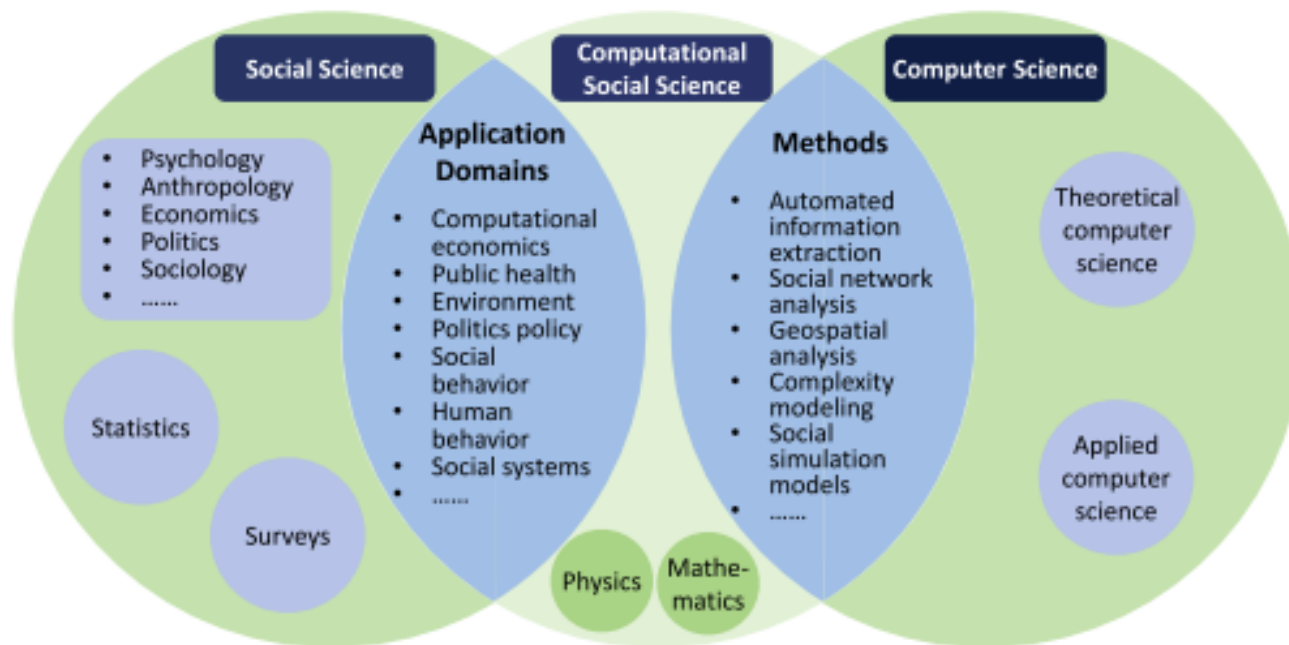 Social Science
Computational
Social Science
Computer Science
• Psychology
• Anthropology
• Economics
• Politics
• Sociology
• ......
Statistics
Surveys
Application
Domains
• Computational
economics
• Public health
• Environment
• Politics policy
• Social
behavior
• Human
behavior
• Social systems
• ......
Physics
Mathe-
matics
Methods
• Automated
information
extraction
• Social network
analysis
• Geospatial
analysis
• Complexity
modeling
• Social
simulation
models
• ......
Theoretical
computer
science
Applied
computer
science